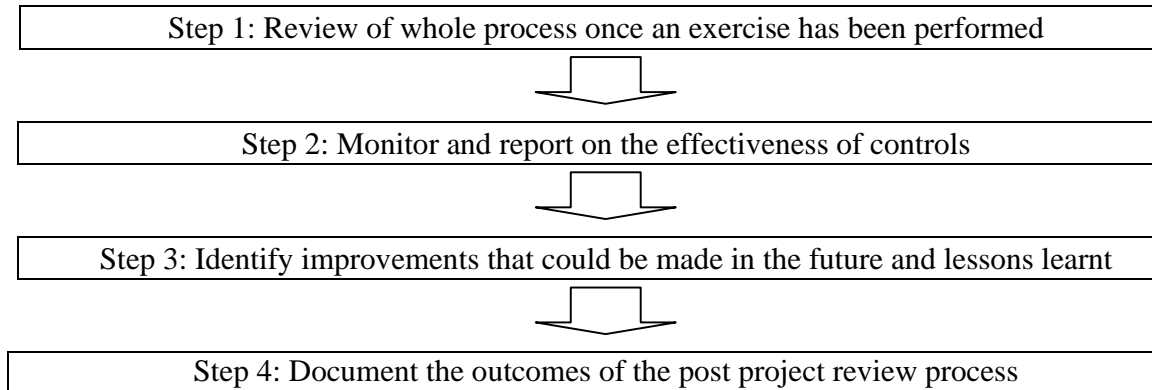 Step 1: Review of whole process once an exercise has been performed
Step 2: Monitor and report on the effectiveness of controls
Step 3: Identify improvements that could be made in the future and lessons learnt
Step 4: Document the outcomes of the post project review process